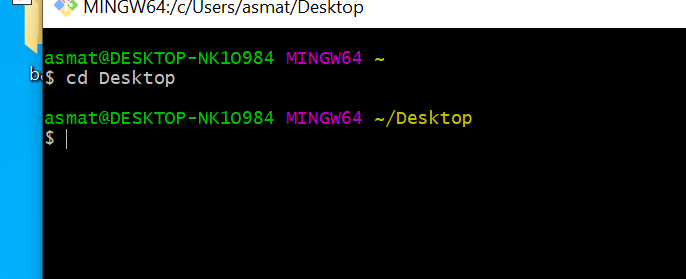 MINGW64:/c/Users/asmat/Desktop
asmat@DESKTOP-NK1O984 MINGW64 ~
$ cd Desktop
asmat@DESKTOP-NK1O984 MINGW64 ~/Desktop
$